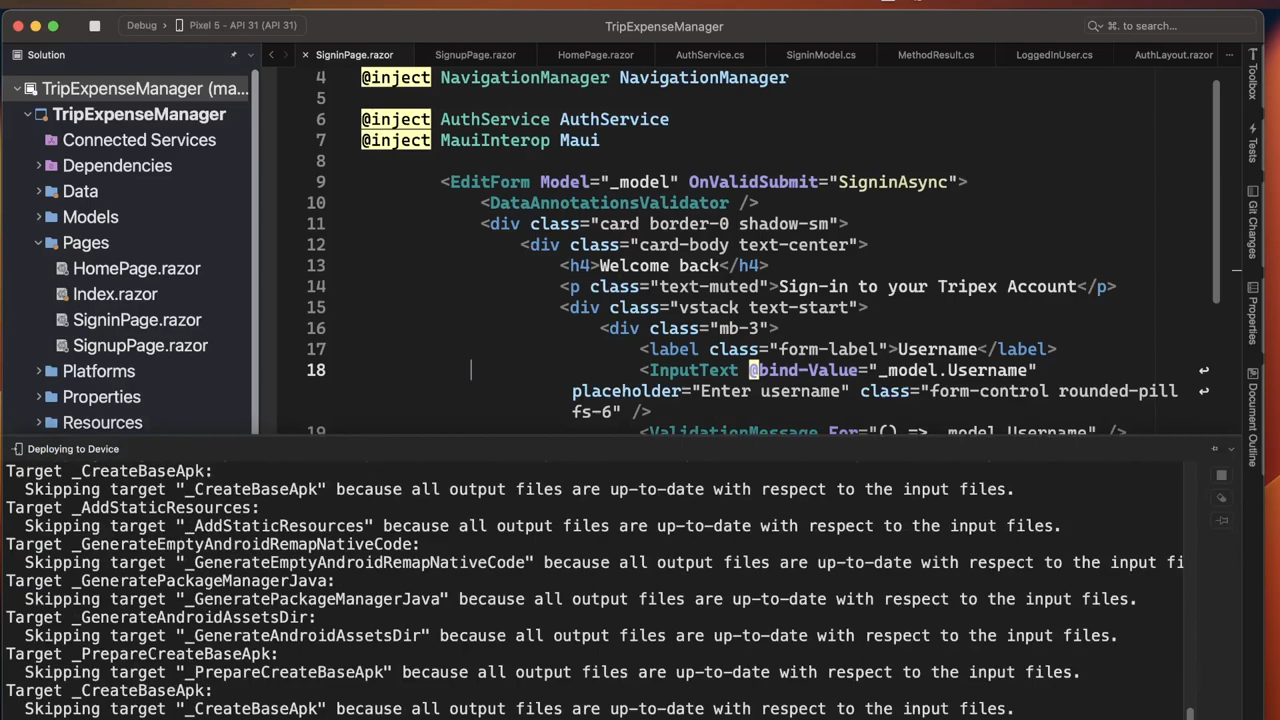 Debug
Pixel 5 - API 31 (API 31)
TripExpenseManager
⌘. to search...
Solution
SigninPage.razor
SignupPage.razor
HomePage.razor
AuthService.cs
SigninModel.cs
MethodResult.cs
LoggedInUser.cs
AuthLayout.razor
TripExpenseManager (ma...
TripExpenseManager
Connected Services
Dependencies
Data
Models
Pages
HomePage.razor
Index.razor
SigninPage.razor
SignupPage.razor
Platforms
Properties
Resources
4 @inject NavigationManager NavigationManager
5
6 @inject AuthService AuthService
7 @inject MauiInterop Maui
8
9 <EditForm Model="_model" OnValidSubmit="SigninAsync">
10 <DataAnnotationsValidator />
11 <div class="card border-0 shadow-sm">
12 <div class="card-body text-center">
13 <h4>Welcome back</h4>
14 <p class="text-muted">Sign-in to your Tripex Account</p>
15 <div class="vstack text-start">
16 <div class="mb-3">
17 <label class="form-label">Username</label>
18 <InputText @bind-Value="_model.Username"
placeholder="Enter username" class="form-control rounded-pill
fs-6" />
19 <ValidationMessage For="() => _model.Username" />
Toolbox
Tests
Git Changes
Properties
Document Outline
Deploying to Device
Target _CreateBaseApk:
Skipping target "_CreateBaseApk" because all output files are up-to-date with respect to the input files.
Target _AddStaticResources:
Skipping target "_AddStaticResources" because all output files are up-to-date with respect to the input files.
Target _GenerateEmptyAndroidRemapNativeCode:
Skipping target "_GenerateEmptyAndroidRemapNativeCode" because all output files are up-to-date with respect to the input fi
Target _GeneratePackageManagerJava:
Skipping target "_GeneratePackageManagerJava" because all output files are up-to-date with respect to the input files.
Target _GenerateAndroidAssetsDir:
Skipping target "_GenerateAndroidAssetsDir" because all output files are up-to-date with respect to the input files.
Target _PrepareCreateBaseApk:
Skipping target "_PrepareCreateBaseApk" because all output files are up-to-date with respect to the input files.
Target _CreateBaseApk:
Skipping target "_CreateBaseApk" because all output files are up-to-date with respect to the input files.